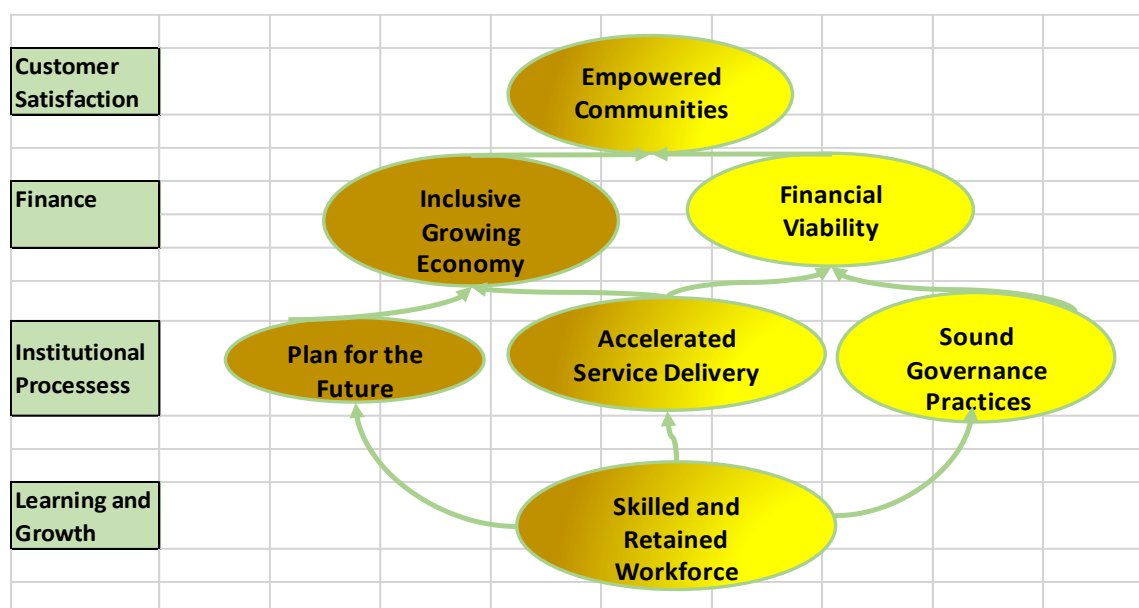 Customer
Satisfaction
Empowered
Communities
Finance
Inclusive
Growing
Economy
Financial
Viability
Institutional
Processess
Plan for the
Future
Accelerated
Service Delivery
Sound
Governance
Practices
Learning and
Growth
Skilled and
Retained
Workforce